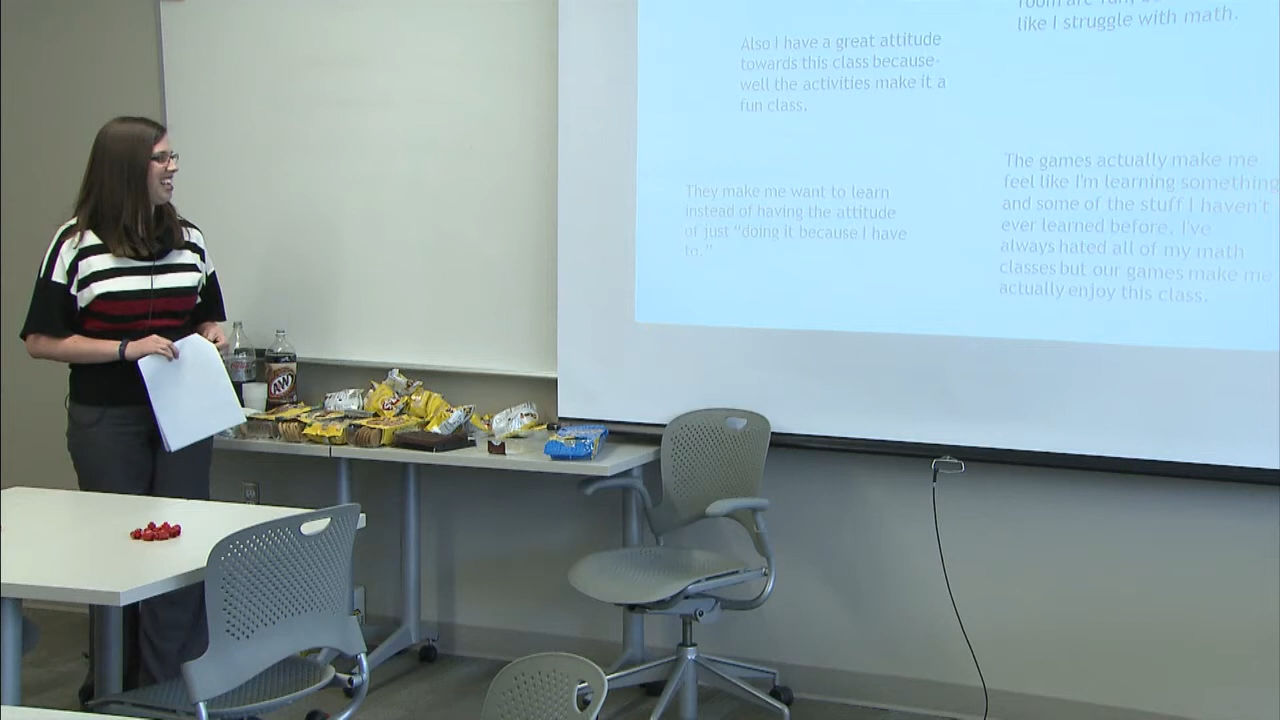 Also I have a great attitude
towards this class because-
well the activities make it a
fun class.
room are fun,
like I struggle with math.
They make me want to learn
instead of having the attitude
of just “doing it because I have
to.”
The games actually make me
feel like I'm learning something
and some of the stuff I haven't
ever learned before. I've
always hated all of my math
classes but our games make me
actually enjoy this class.
A&W